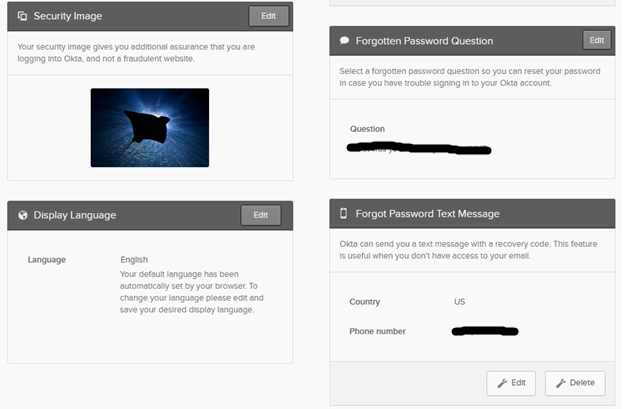 Security Image
Edit
Your security image gives you additional assurance that you are
logging into Okta, and not a fraudulent website.
Display Language
Edit
Language
English
Your default language has been
automatically set by your browser. To
change your language please edit and
save your desired display language.
Forgotten Password Question
Edit
Select a forgotten password question so you can reset your password
in case you have trouble signing in to your Okta account.
Question
Forgot Password Text Message
Okta can send you a text message with a recovery code. This feature
is useful when you don't have access to your email.
Country
US
Phone number
Edit
Delete